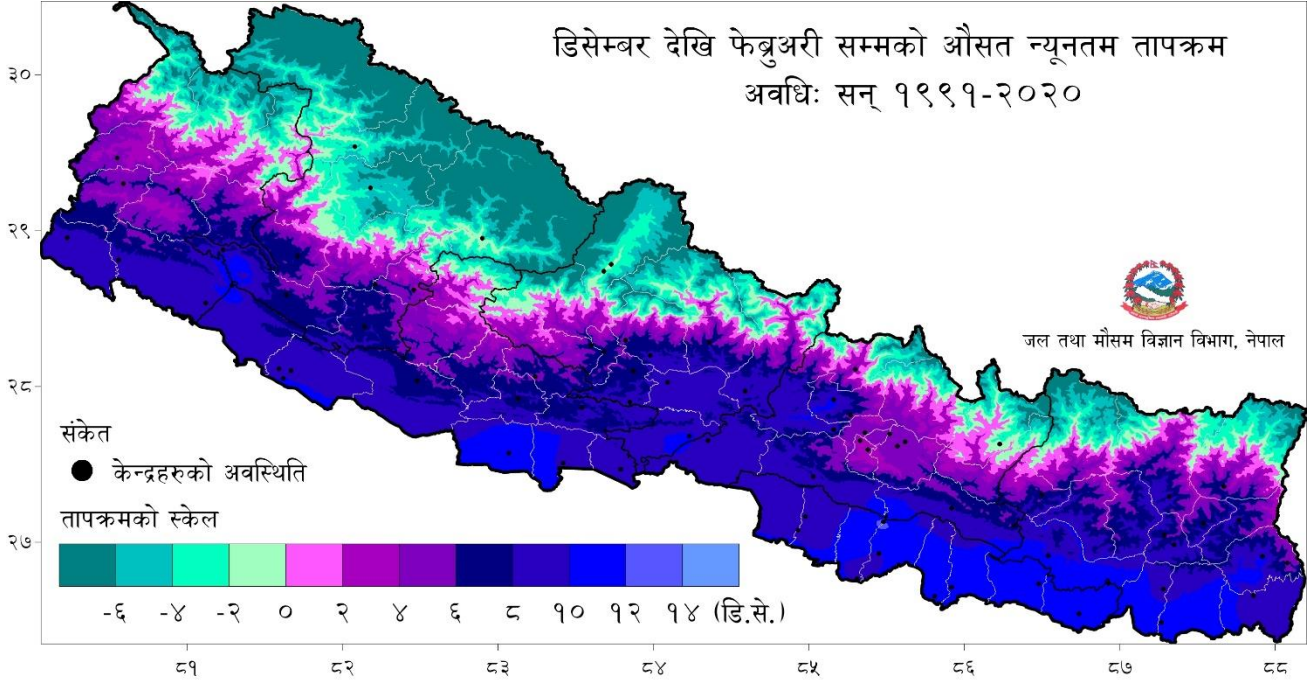 डिसेम्बर देखि फेब्रुअरी सम्मको औसत न्यूनतम तापक्रम
अवधिः सन् १९९१-२०२०
३०
२९
२८
२७
जल तथा मौसम विज्ञान विभाग, नेपाल
संकेत
केन्द्रहरुको अवस्थिति
तापक्रमको स्केल
-६ -४ -२ ० २ ४ ६ ८ १० १२ १४ (डि.से.)
८१ ८२ ८३ ८४ ८५ ८६ ८७ ८८